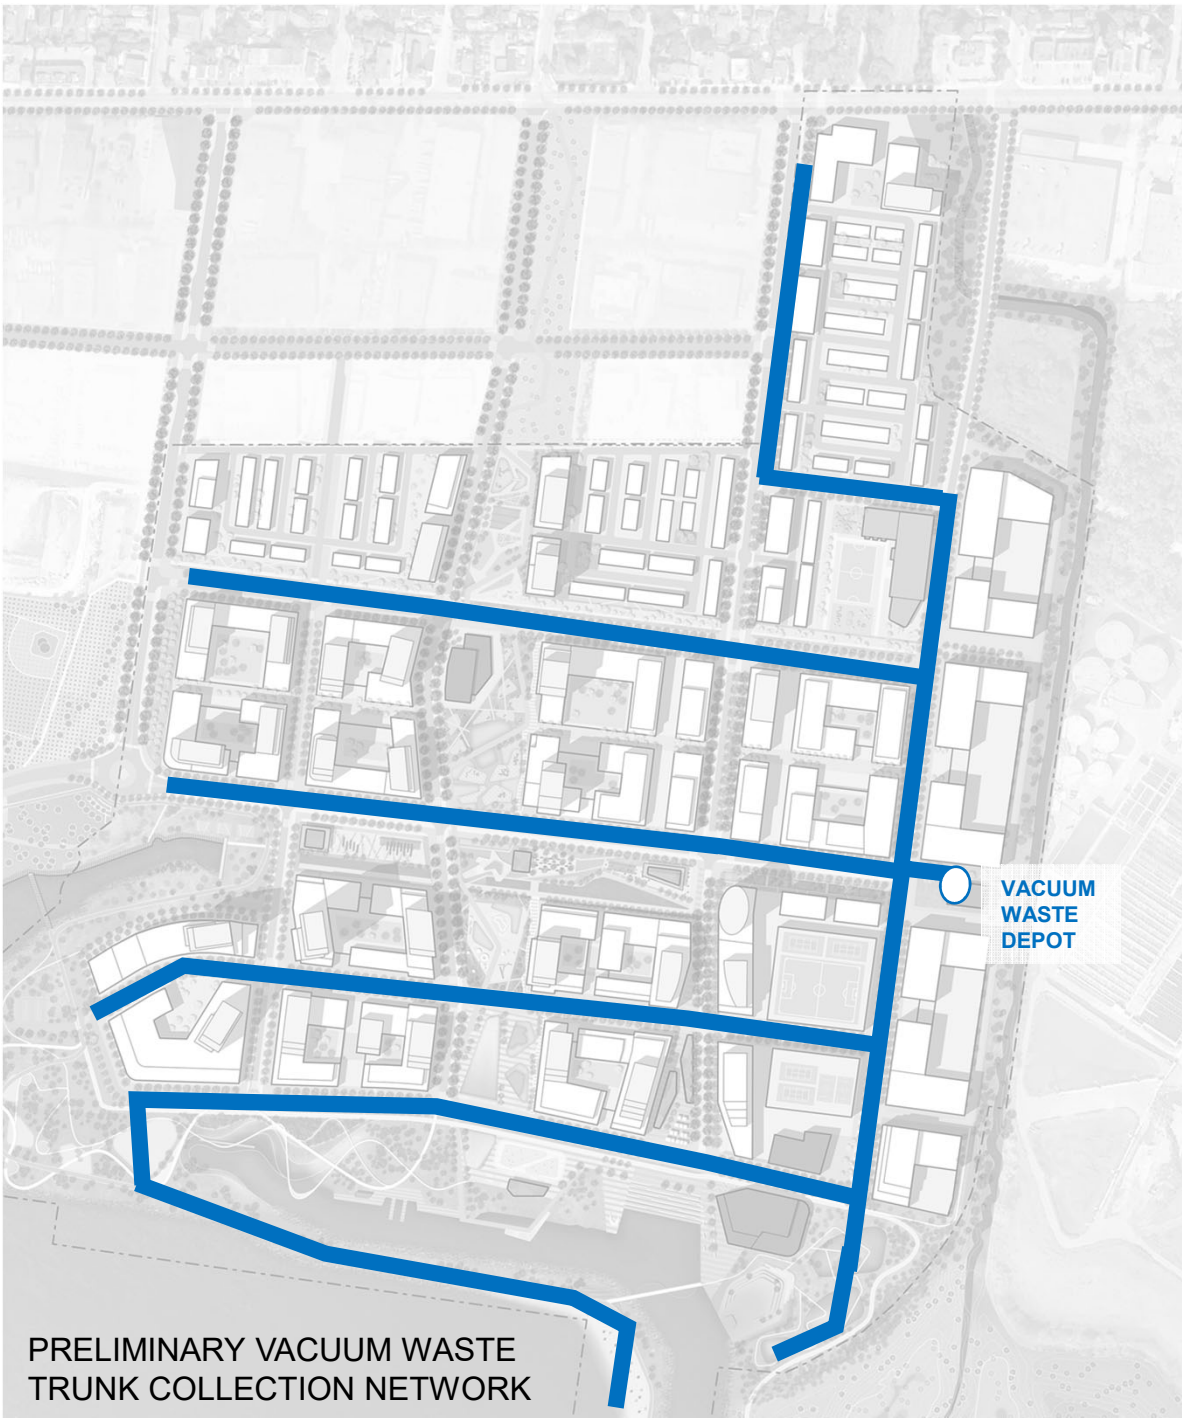 VACUUM
WASTE
DEPOT
PRELIMINARY VACUUM WASTE
TRUNK COLLECTION NETWORK